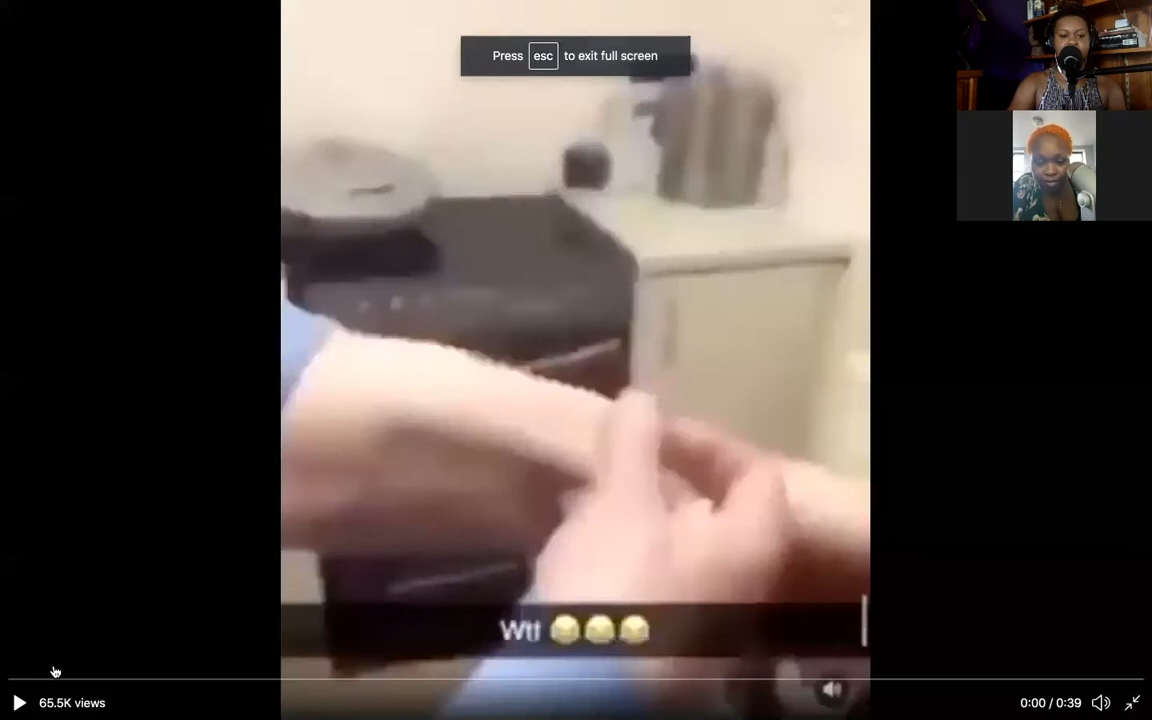 Press esc to exit full screen
Wtf 😂😂😂
65.5K views
0:00 / 0:39